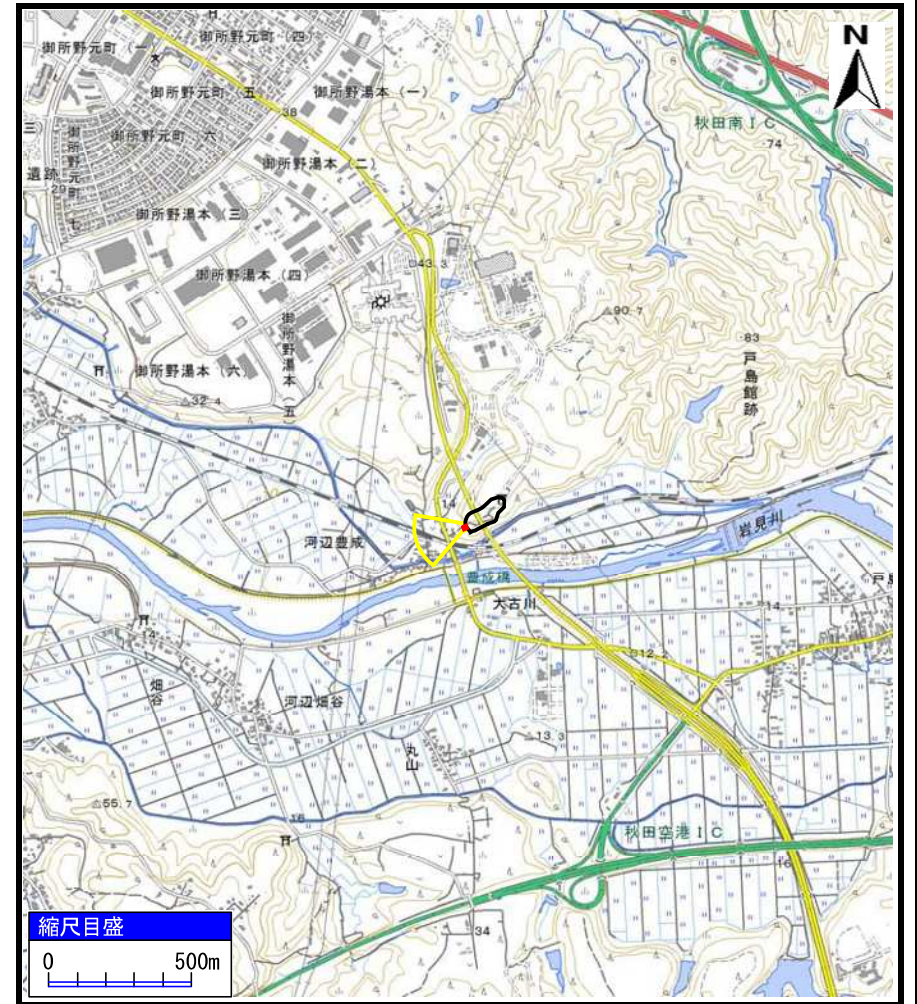 御所野元町（一）
御所野元町（四）
N
御所野元町（五）
御所野湯本（一）
38
秋田南IC
三
御所野元町（六）
74
御所野元町
七
遺跡
29
御所野湯本（二）
御所野湯本（三）
43.3
御所野湯本（四）
90.7
御所野湯本（五）
83
戸島館跡
御所野湯本（六）
32.4
14
岩見川
河辺豊成
豊成橋
大古川
14
戸島
14
12.2
畑谷
河辺畑谷
丸山
13.3
55.7
16
秋田空港IC
16
縮尺目盛
34
0 500m